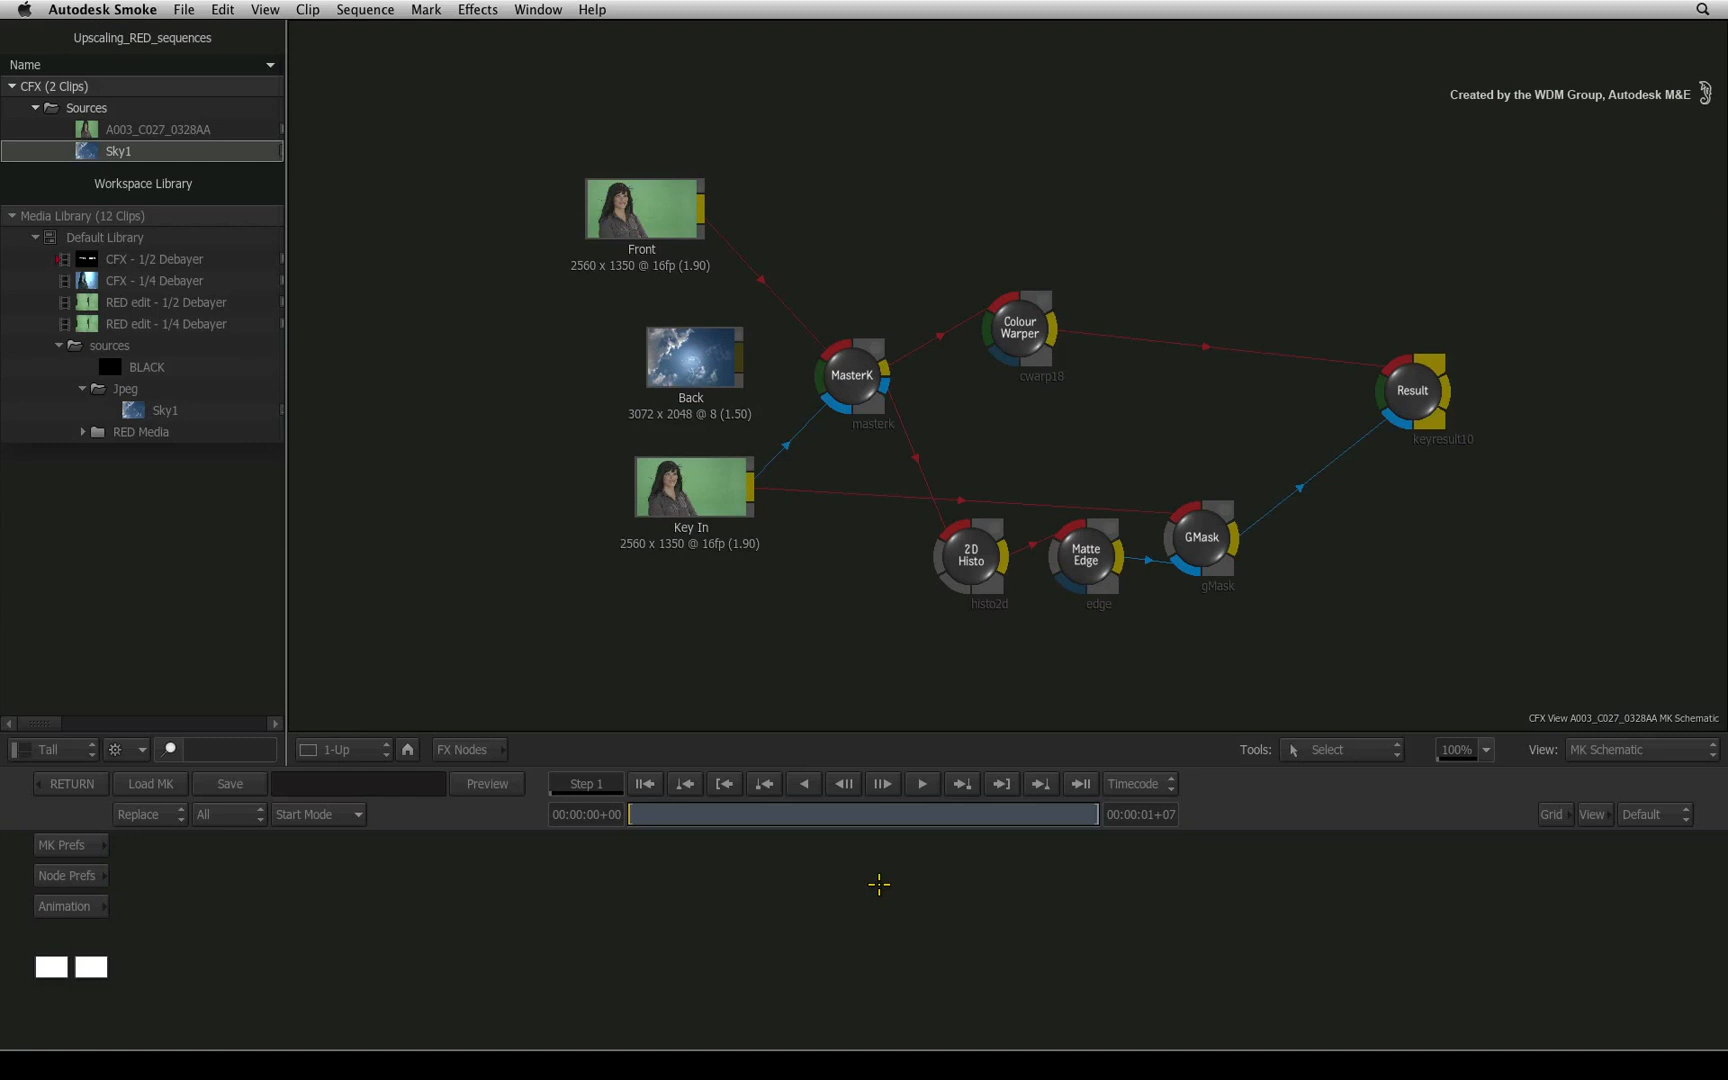 Autodesk Smoke File Edit View Clip Sequence Mark Effects Window Help
Upscaling_RED_sequences
Name
CFX (2 Clips)
Sources
A003_C027_0328AA
Sky1
Workspace Library
Media Library (12 Clips)
Default Library
CFX - 1/2 Debayer
CFX - 1/4 Debayer
RED edit - 1/2 Debayer
RED edit - 1/4 Debayer
sources
BLACK
Jpeg
Sky1
RED Media
Created by the WDM Group, Autodesk M&E
Front
2560 x 1350 @ 16fp (1.90)
Back
3072 x 2048 @ 8 (1.50)
Key In
2560 x 1350 @ 16fp (1.90)
MasterK
masterk
Colour
Warper
cwarp18
Result
keyresult10
2D
Histo
histo2d
Matte
Edge
edge
GMask
gMask
CFX View A003_C027_0328AA MK Schematic
Tall
1-Up
FX Nodes
Tools:
Select
100%
View:
MK Schematic
RETURN
Load MK
Save
Preview
Step 1
Timecode
Replace
All
Start Mode
00:00:00+00
00:00:01+07
Grid
View
Default
MK Prefs
Node Prefs
Animation